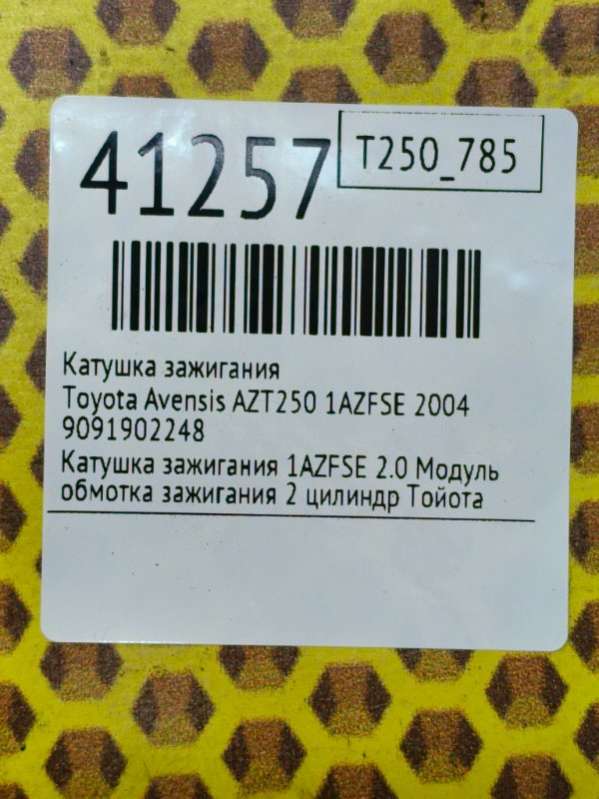 41257
T250_785
Катушка зажигания
Toyota Avensis AZT250 1AZFSE 2004
9091902248
Катушка зажигания 1AZFSE 2.0 Модуль
обмотка зажигания 2 цилиндр Тойота